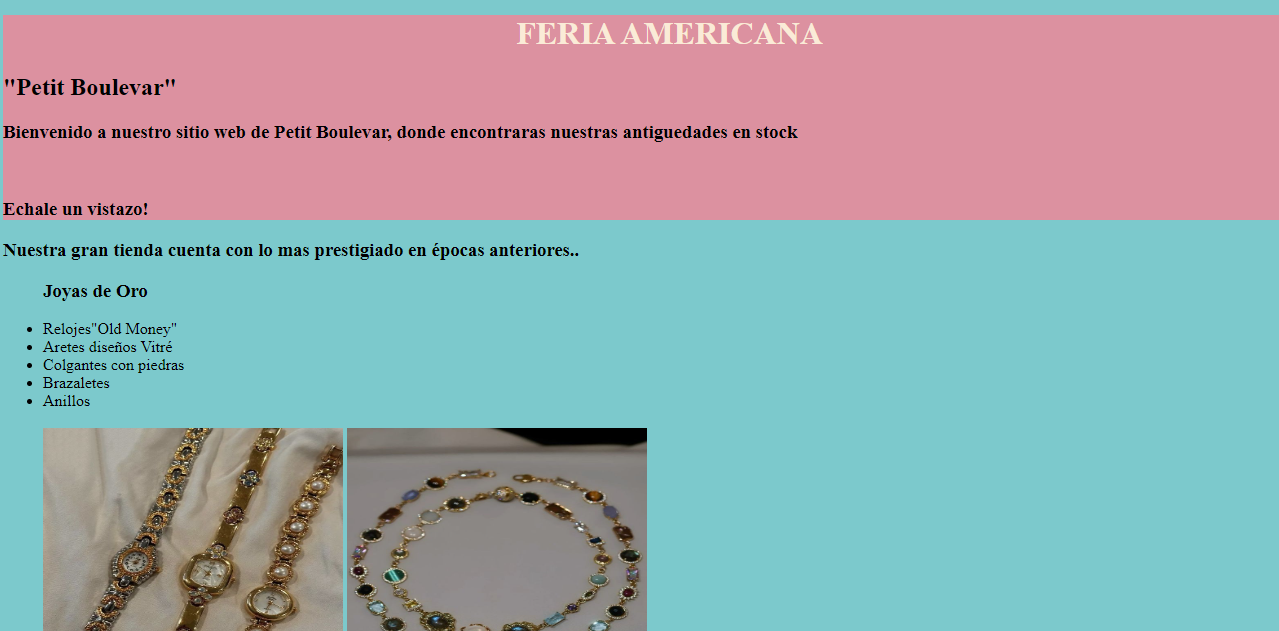 FERIA AMERICANA
"Petit Boulevar"
Bienvenido a nuestro sitio web de Petit Boulevar, donde encontraras nuestras antiguedades en stock
Echale un vistazo!
Nuestra gran tienda cuenta con lo mas prestigiado en épocas anteriores..
Joyas de Oro
Relojes"Old Money"
Aretes diseños Vitré
Colgantes con piedras
Brazaletes
Anillos